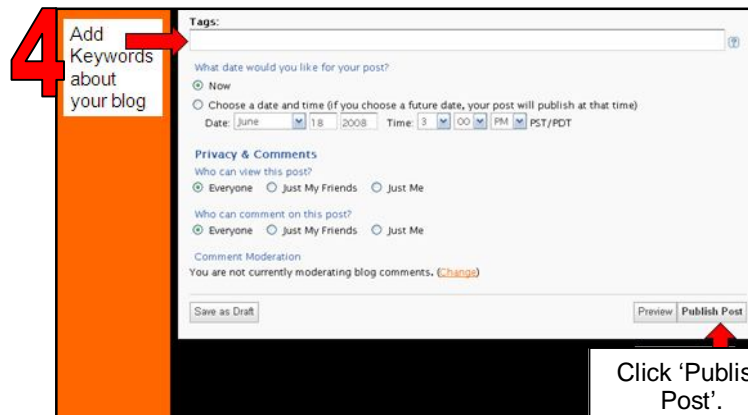 4
Add
Keywords
about
your blog
Tags:
What date would you like for your post?
Now
Choose a date and time (if you choose a future date, your post will publish at that time)
Date: June 18 2008 Time: 3 00 PM PST/PDT
Privacy & Comments
Who can view this post?
Everyone Just My Friends Just Me
Who can comment on this post?
Everyone Just My Friends Just Me
Comment Moderation
You are not currently moderating blog comments. (Change)
Save as Draft Preview Publish Post
Click ‘Publis
Post’.